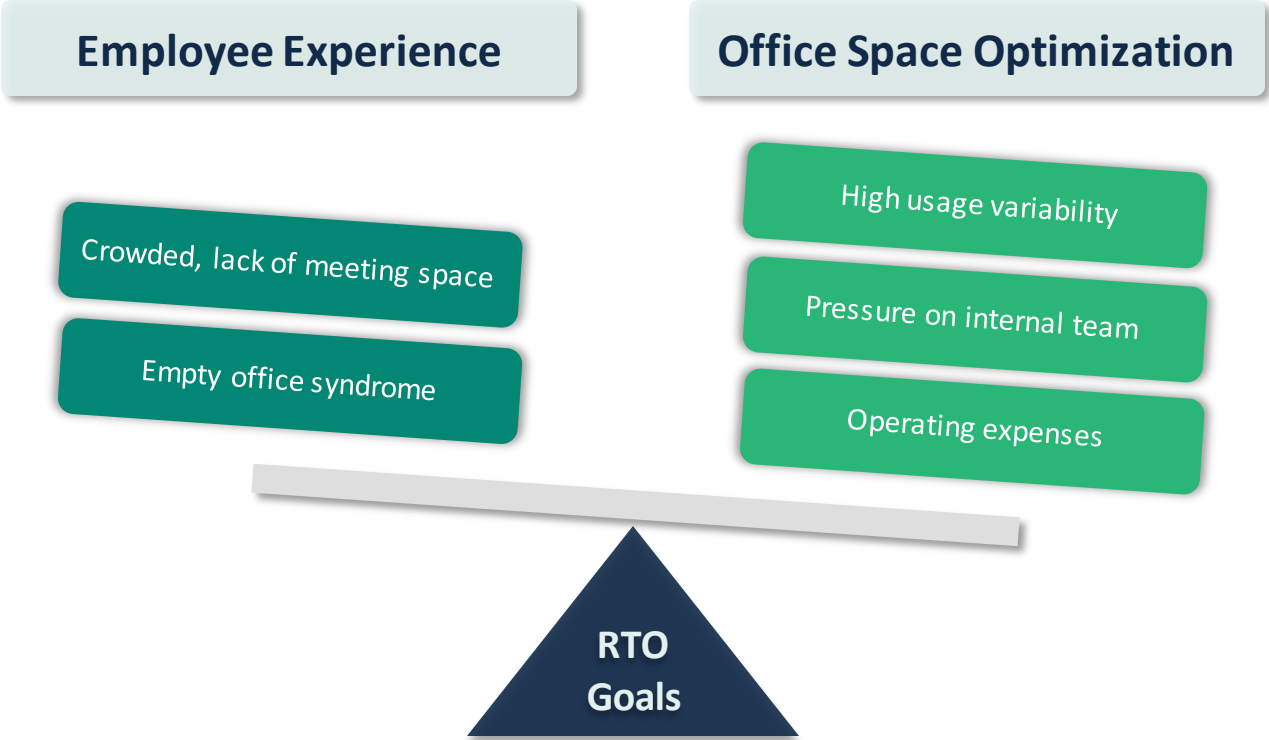 Employee Experience
Office Space Optimization
Crowded, lack of meeting space
Empty office syndrome
High usage variability
Pressure on internal team
Operating expenses
RTO
Goals